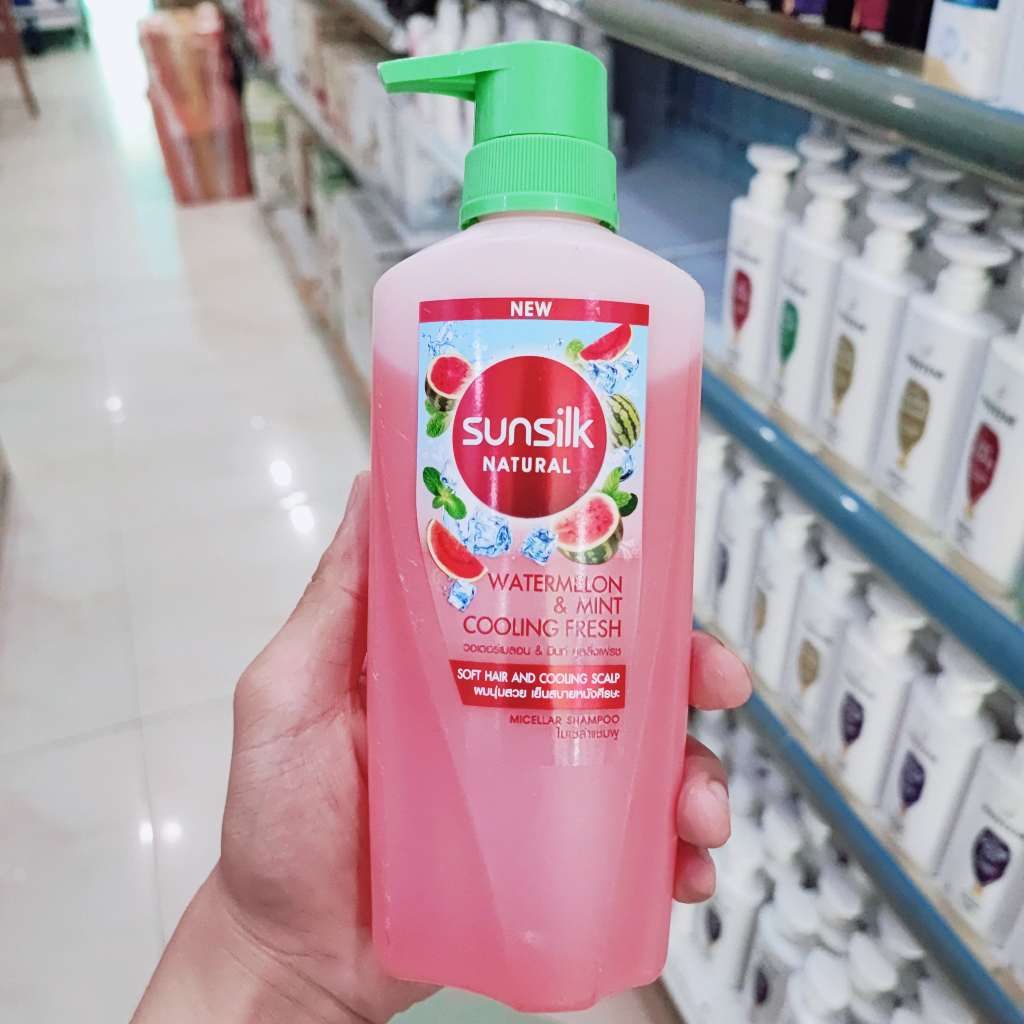 NEW
sunsilk
NATURAL
WATERMELON
& MINT
COOLING FRESH
วอเตอร์เมลอน & มินท์ คูลลิ่งเฟรช
SOFT HAIR AND COOLING SCALP
ผมนุ่มสวย เย็นสบายหนังศีรษะ
MICELLAR SHAMPOO
ไมเซล่าแชมพู